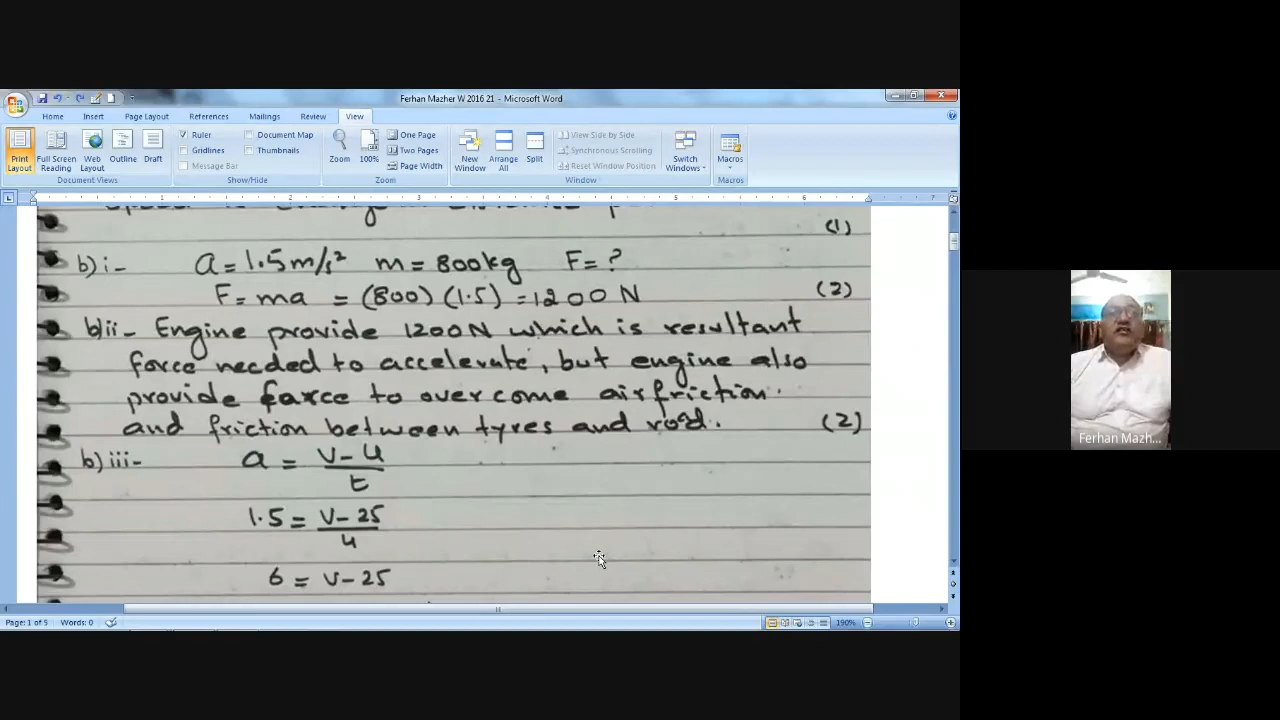 Ferhan Mazher W 2016 21 - Microsoft Word
Home Insert Page Layout References Mailings Review View
Print Layout
Full Screen Reading
Web Layout
Outline
Draft
Document Views
Ruler
Gridlines
Message Bar
Document Map
Thumbnails
Show/Hide
Zoom
100%
One Page
Two Pages
Page Width
Zoom
New Window
Arrange All
Split
View Side by Side
Synchronous Scrolling
Reset Window Position
Window
Switch Windows
Macros
Macros
(1)
b) i- a = 1.5 m/s² m = 800kg F = ?
F = ma = (800) (1.5) = 1200 N (2)
b)ii- Engine provide 1200N which is resultant
force needed to accelerate, but engine also
provide force to overcome air friction.
and friction between tyres and road. (2)
b) iii- a = v - u
t
1.5 = v - 25
4
6 = v - 25
Page: 1 of 5 Words: 0 190%
Ferhan Mazh...